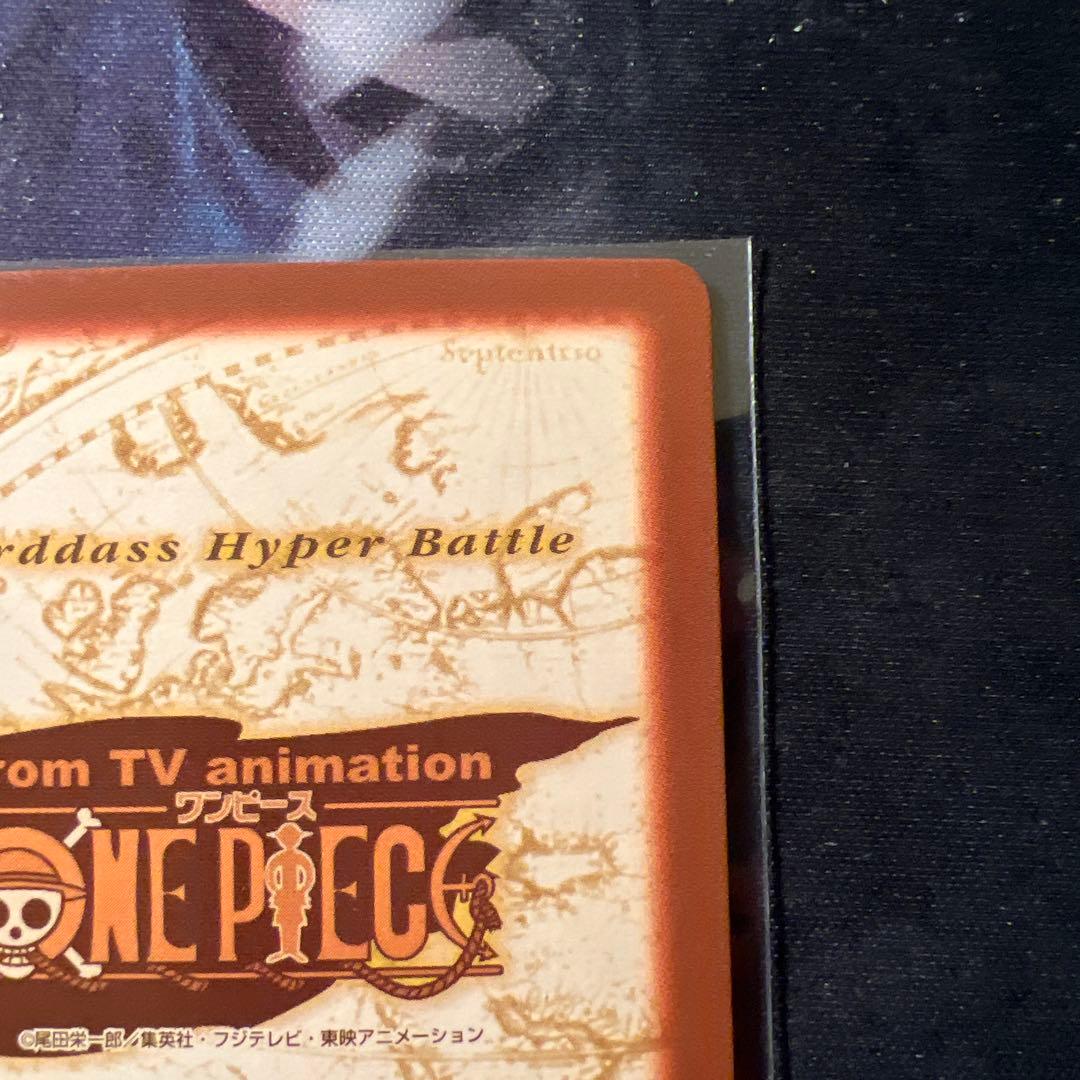 Septentrio
rddass Hyper Battle
rom TV animation
ワンピース
ONE PIECE
©尾田栄一郎／集英社・フジテレビ・東映アニメーション